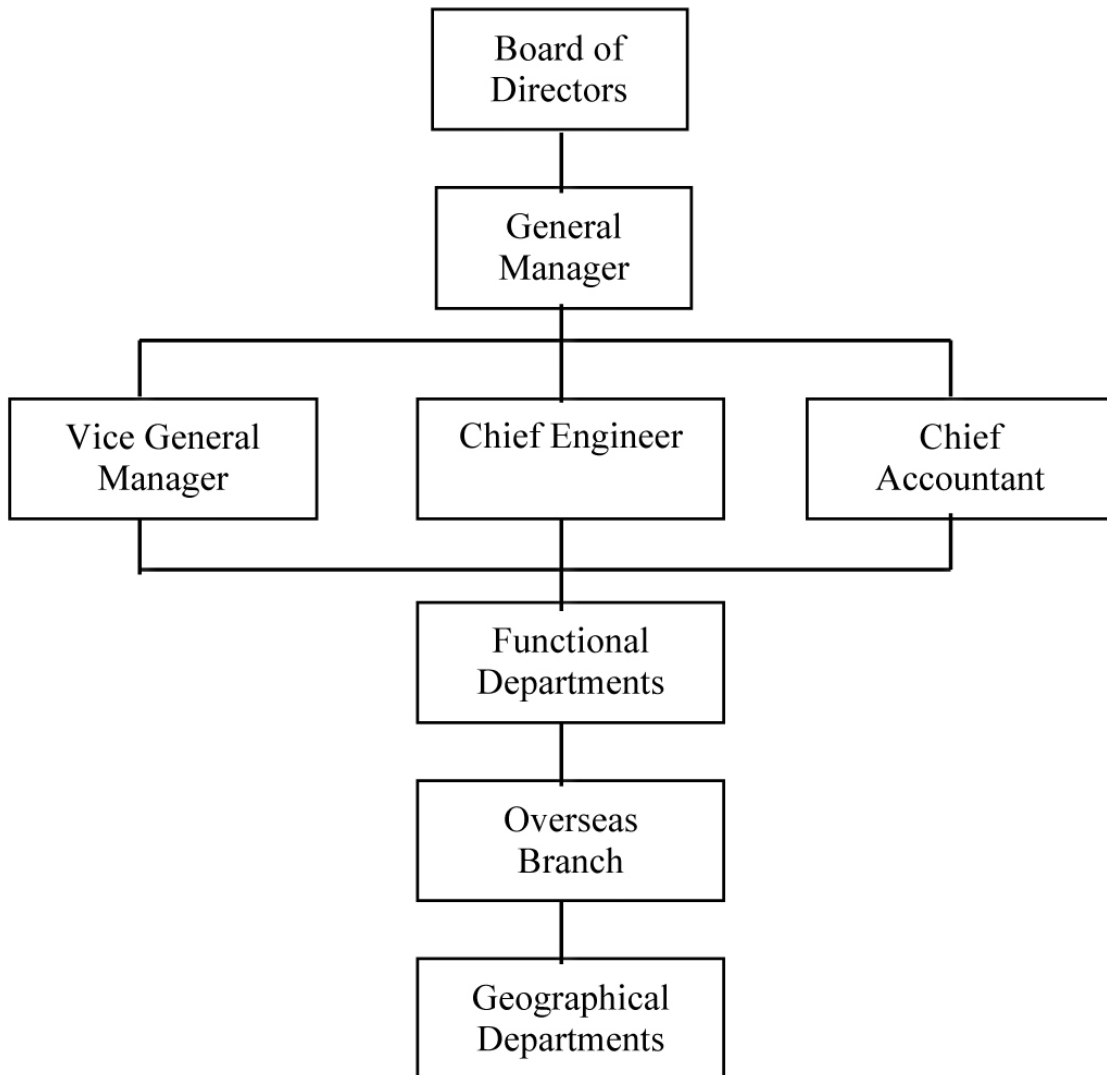 Board of
Directors
General
Manager
Vice General
Manager
Chief Engineer
Chief
Accountant
Functional
Departments
Overseas
Branch
Geographical
Departments